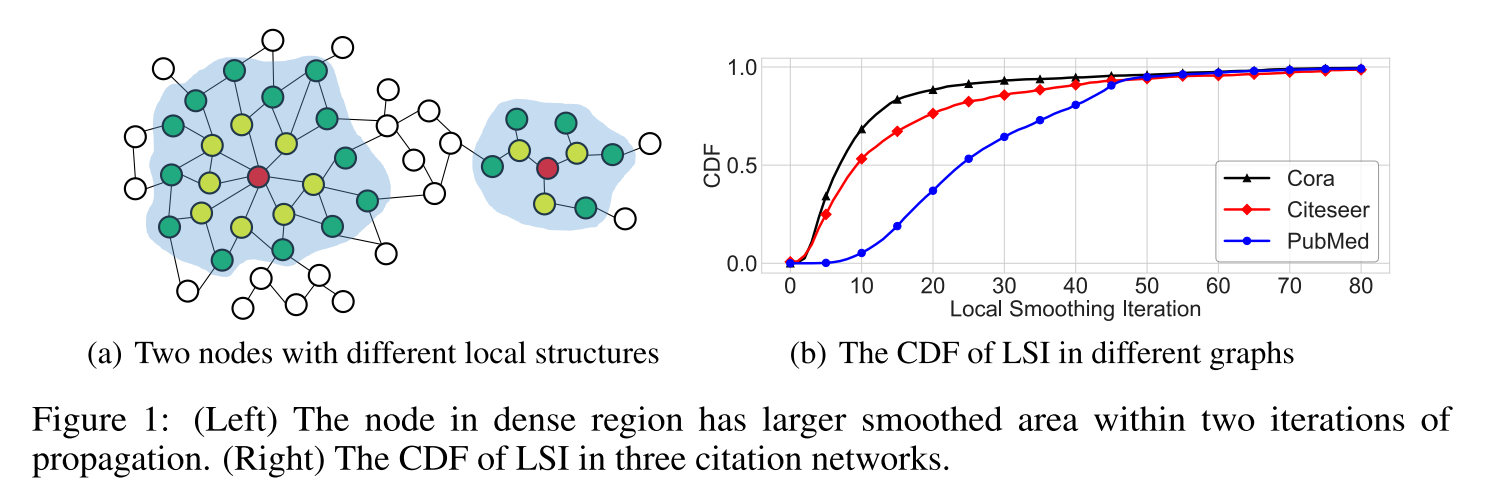 1.0
0.5
0.0
CDF
0 10 20 30 40 50 60 70 80
Local Smoothing Iteration
Cora
Citeseer
PubMed
(a) Two nodes with different local structures
(b) The CDF of LSI in different graphs
Figure 1: (Left) The node in dense region has larger smoothed area within two iterations of
propagation. (Right) The CDF of LSI in three citation networks.